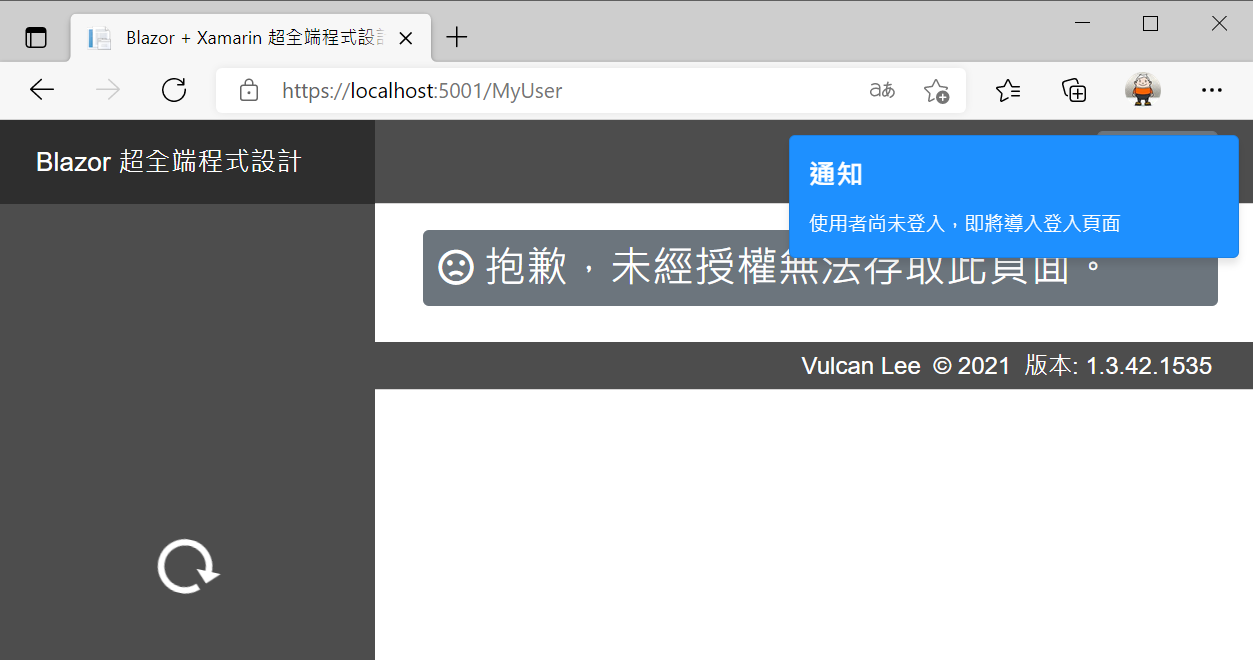 Blazor + Xamarin 超全端程式設計
https://localhost:5001/MyUser
aあ
Blazor 超全端程式設計
通知
使用者尚未登入，即將導入登入頁面
抱歉，未經授權無法存取此頁面。
Vulcan Lee © 2021 版本: 1.3.42.1535